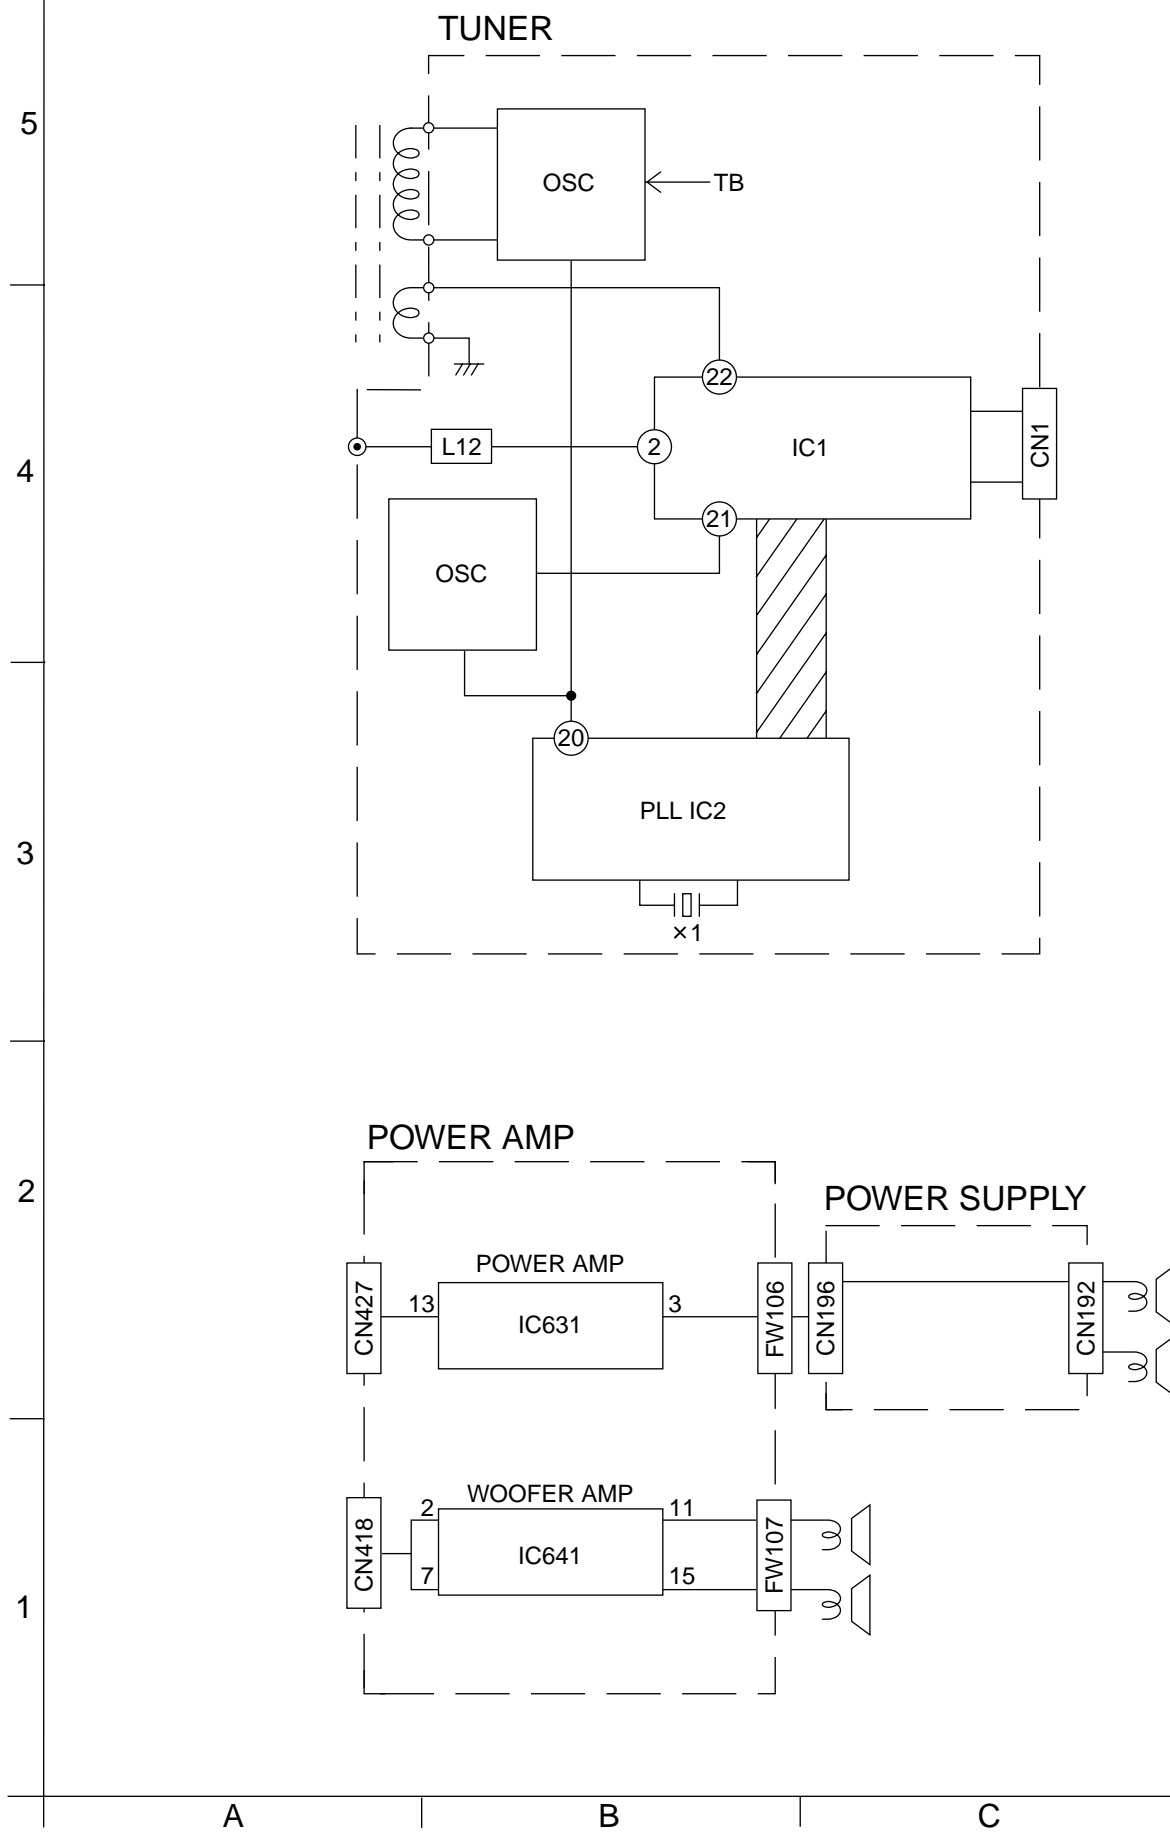 TUNER
5
OSC
TB
22
L12
2
IC1
CN1
4
21
OSC
20
PLL IC2
3
×1
POWER AMP
2
POWER SUPPLY
POWER AMP
CN427
13
IC631
3
FW106
CN196
CN192
WOOFER AMP
CN418
2
7
IC641
11
15
FW107
1
A
B
C